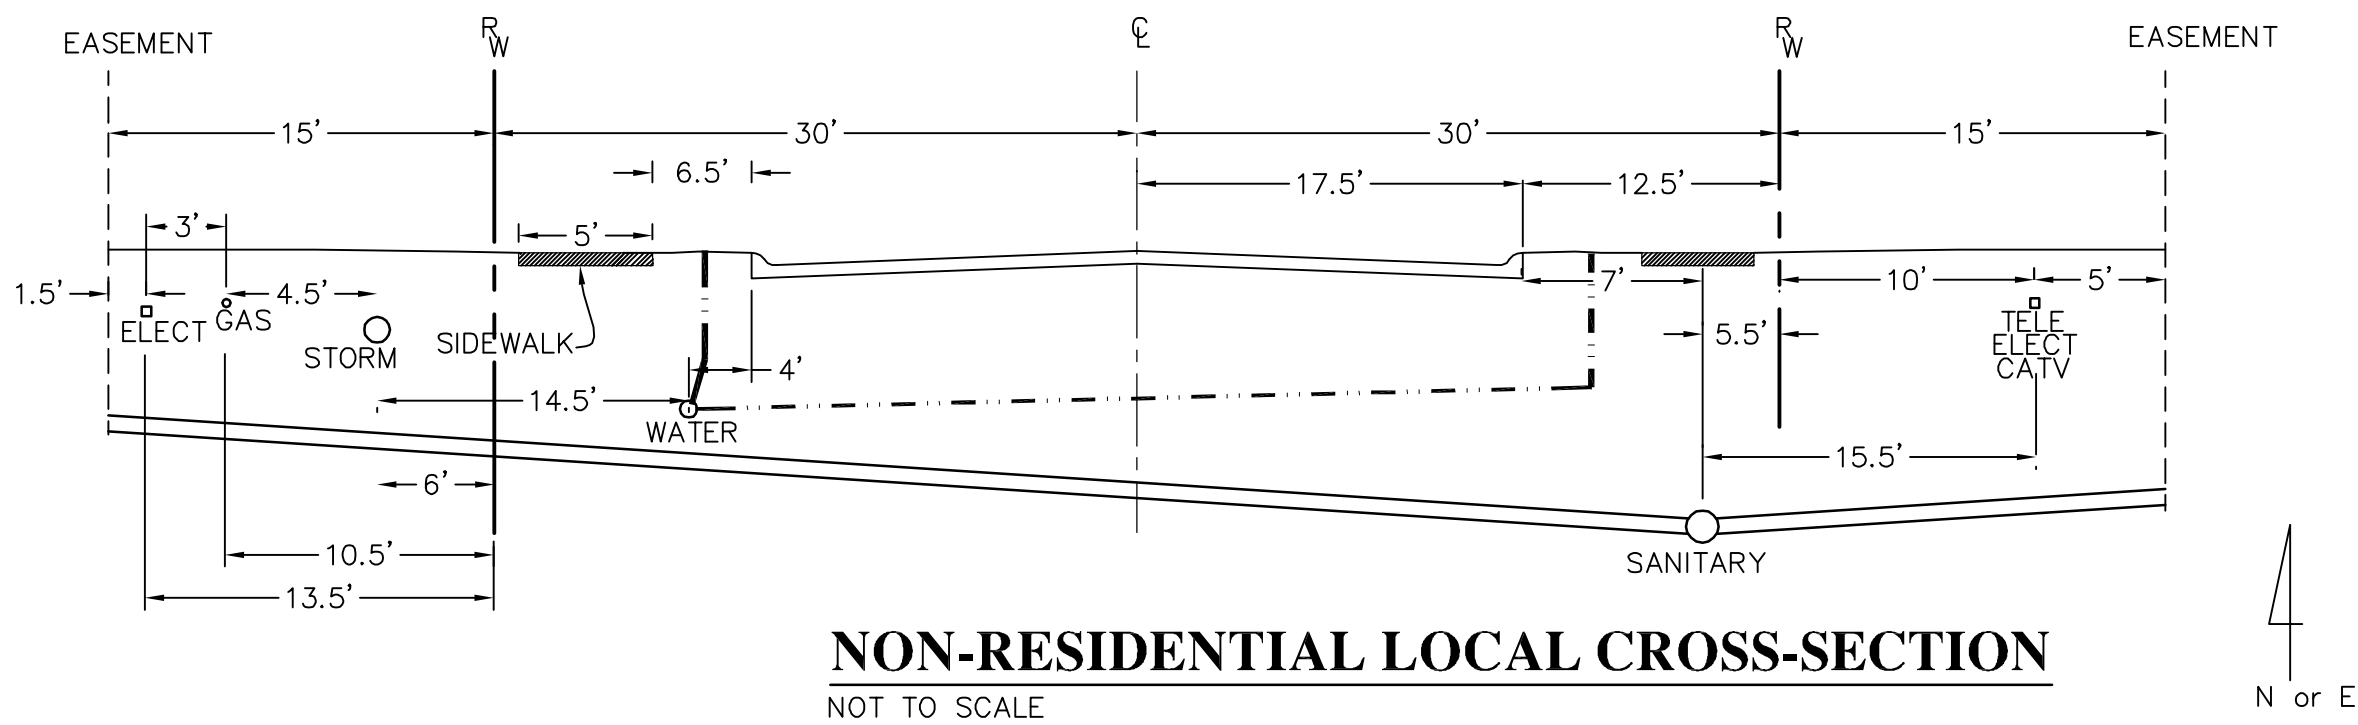 EASEMENT
R/W
CL
R/W
EASEMENT
15'
30'
30'
15'
6.5'
17.5'
12.5'
3'
5'
1.5'
4.5'
7'
10'
5'
ELECT
GAS
STORM
SIDEWALK
5.5'
TELE
ELECT
CATV
4'
14.5'
WATER
15.5'
6'
10.5'
SANITARY
13.5'
NON-RESIDENTIAL LOCAL CROSS-SECTION
NOT TO SCALE
N or E